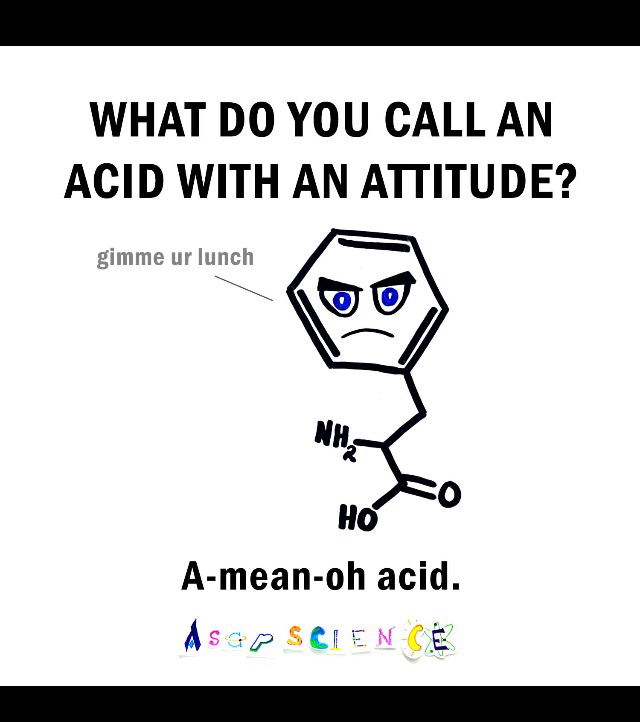 WHAT DO YOU CALL AN
ACID WITH AN ATTITUDE?
gimme ur lunch
NH2
HO
O
A-mean-oh acid.
ASAP SCIENCE